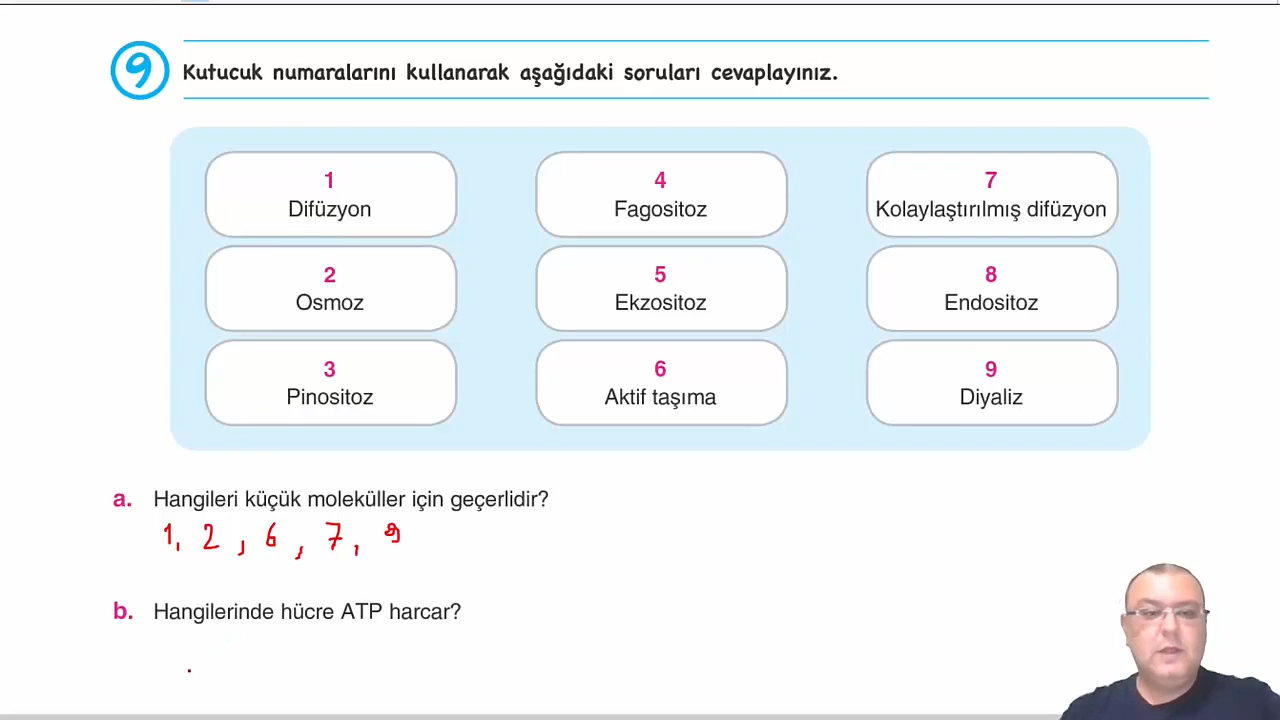 9 Kutucuk numaralarını kullanarak aşağıdaki soruları cevaplayınız.
1
Difüzyon
2
Osmoz
3
Pinositoz
4
Fagositoz
5
Ekzositoz
6
Aktif taşıma
7
Kolaylaştırılmış difüzyon
8
Endositoz
9
Diyaliz
a. Hangileri küçük moleküller için geçerlidir?
1, 2, 6, 7, 9
b. Hangilerinde hücre ATP harcar?